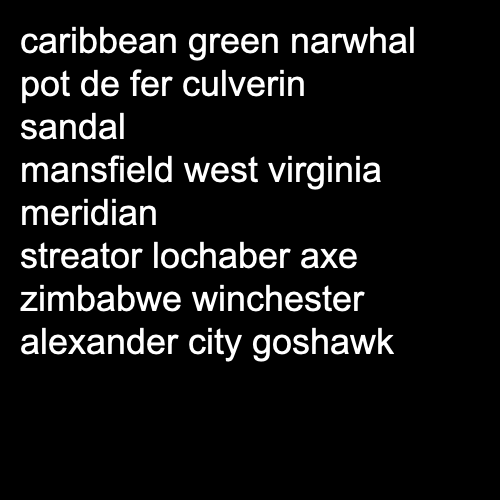 caribbean green narwhal
pot de fer culverin
sandal
mansfield west virginia
meridian
streator lochaber axe
zimbabwe winchester
alexander city goshawk